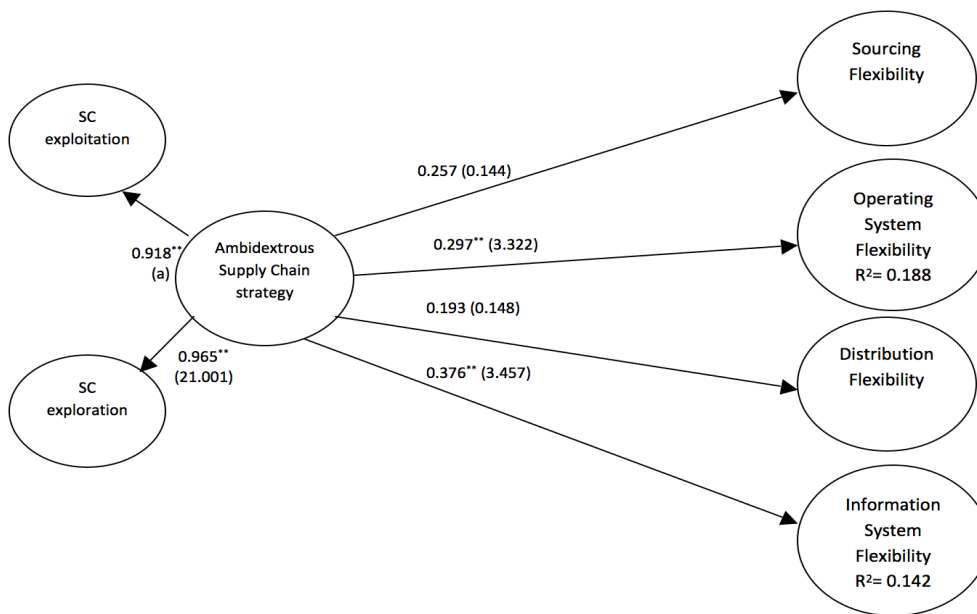 Sourcing
Flexibility
SC
exploitation
0.257 (0.144)
Operating
System
Flexibility
R²= 0.188
0.297** (3.322)
0.918**
(a)
Ambidextrous
Supply Chain
strategy
0.193 (0.148)
Distribution
Flexibility
0.965**
(21.001)
0.376** (3.457)
SC
exploration
Information
System
Flexibility
R²= 0.142